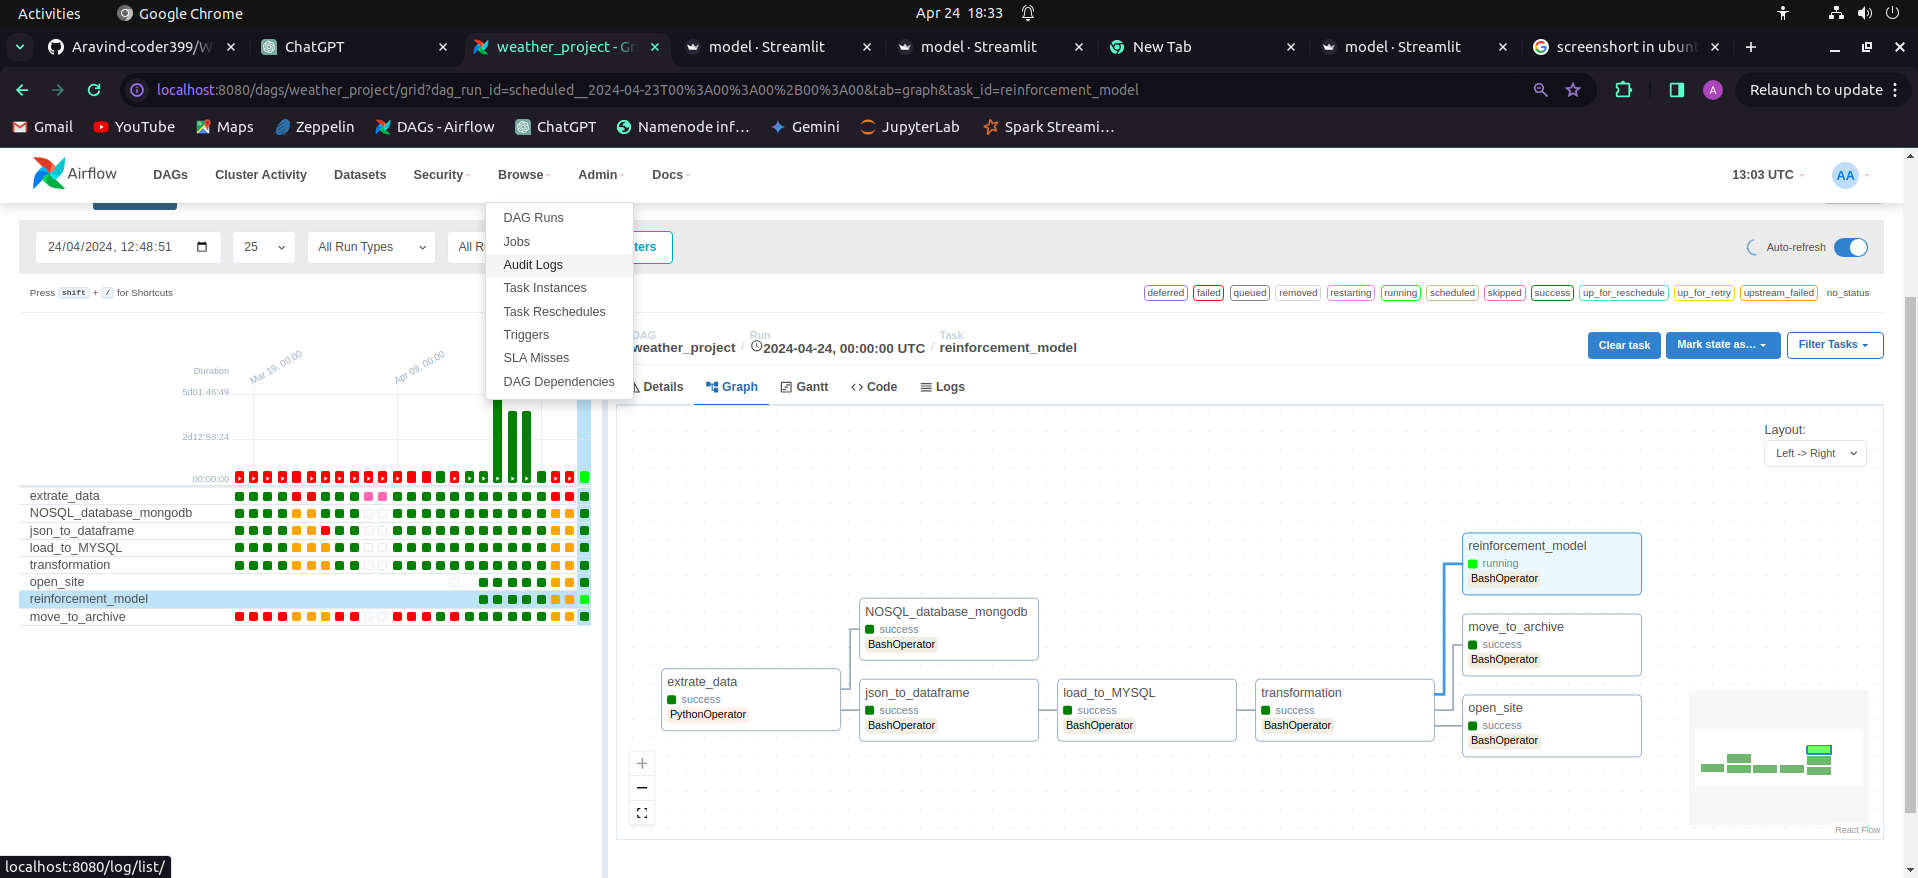 Activities
Google Chrome
Apr 24 18:33
Aravind-coder399/W
ChatGPT
weather_project - Gr
model · Streamlit
model · Streamlit
New Tab
model · Streamlit
screenshort in ubunt
localhost:8080/dags/weather_project/grid?dag_run_id=scheduled__2024-04-23T00%3A00%3A00%2B00%3A00&tab=graph&task_id=reinforcement_model
A
Relaunch to update
Gmail
YouTube
Maps
Zeppelin
DAGs - Airflow
ChatGPT
Namenode inf...
Gemini
JupyterLab
Spark Streami...
Airflow
DAGs
Cluster Activity
Datasets
Security
Browse
Admin
Docs
13:03 UTC
AA
DAG Runs
Jobs
Audit Logs
Task Instances
Task Reschedules
Triggers
SLA Misses
DAG Dependencies
24/04/2024, 12:48:51
25
All Run Types
All R
ters
Auto-refresh
Press shift + / for Shortcuts
deferred
failed
queued
removed
restarting
running
scheduled
skipped
success
up_for_reschedule
up_for_retry
upstream_failed
no_status
DAG
weather_project
/
Run
2024-04-24, 00:00:00 UTC
/
Task
reinforcement_model
Clear task
Mark state as...
Filter Tasks
Details
Graph
Gantt
Code
Logs
Mar 19, 00:00
Apr 09, 00:00
Duration
5d01:46:49
2d12:53:24
00:00:00
extrate_data
NOSQL_database_mongodb
json_to_dataframe
load_to_MYSQL
transformation
open_site
reinforcement_model
move_to_archive
Layout:
Left -> Right
extrate_data
success
PythonOperator
NOSQL_database_mongodb
success
BashOperator
json_to_dataframe
success
BashOperator
load_to_MYSQL
success
BashOperator
transformation
success
BashOperator
reinforcement_model
running
BashOperator
move_to_archive
success
BashOperator
open_site
success
BashOperator
React Flow
localhost:8080/log/list/